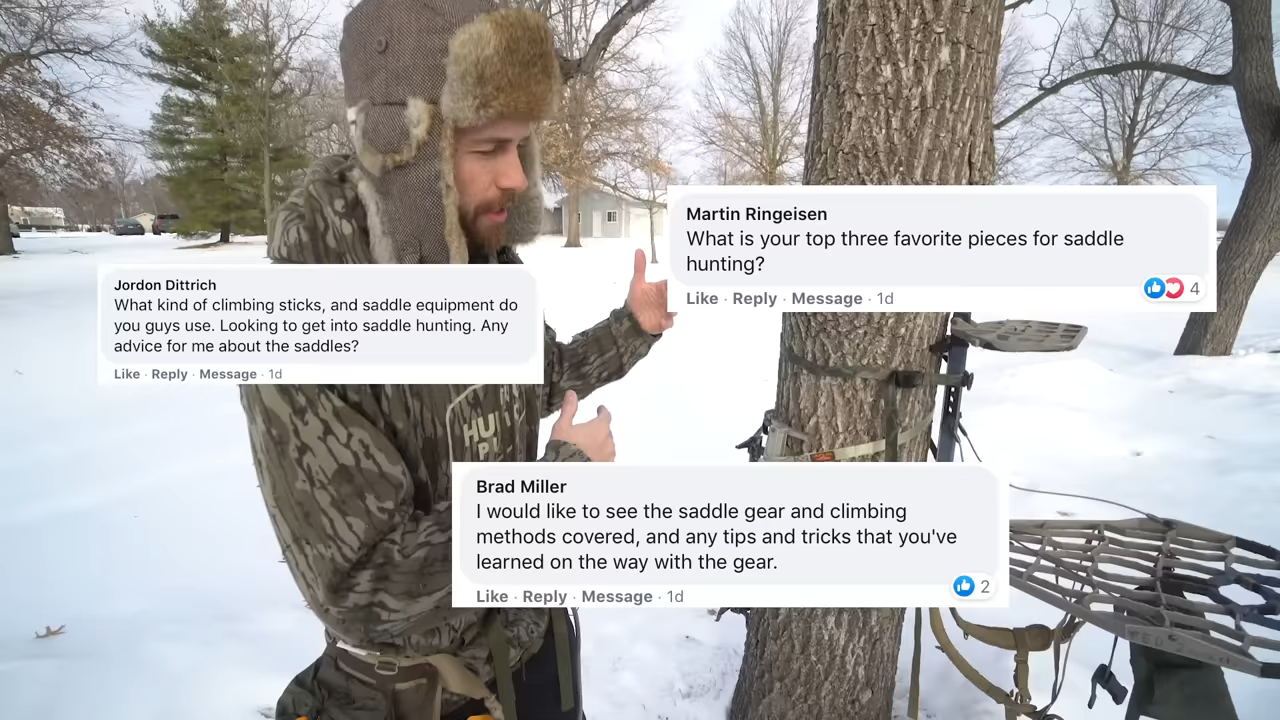 Martin Ringeisen
What is your top three favorite pieces for saddle
hunting?
Like · Reply · Message · 1d
4
Jordon Dittrich
What kind of climbing sticks, and saddle equipment do
you guys use. Looking to get into saddle hunting. Any
advice for me about the saddles?
Like · Reply · Message · 1d
Brad Miller
I would like to see the saddle gear and climbing
methods covered, and any tips and tricks that you've
learned on the way with the gear.
Like · Reply · Message · 1d
2